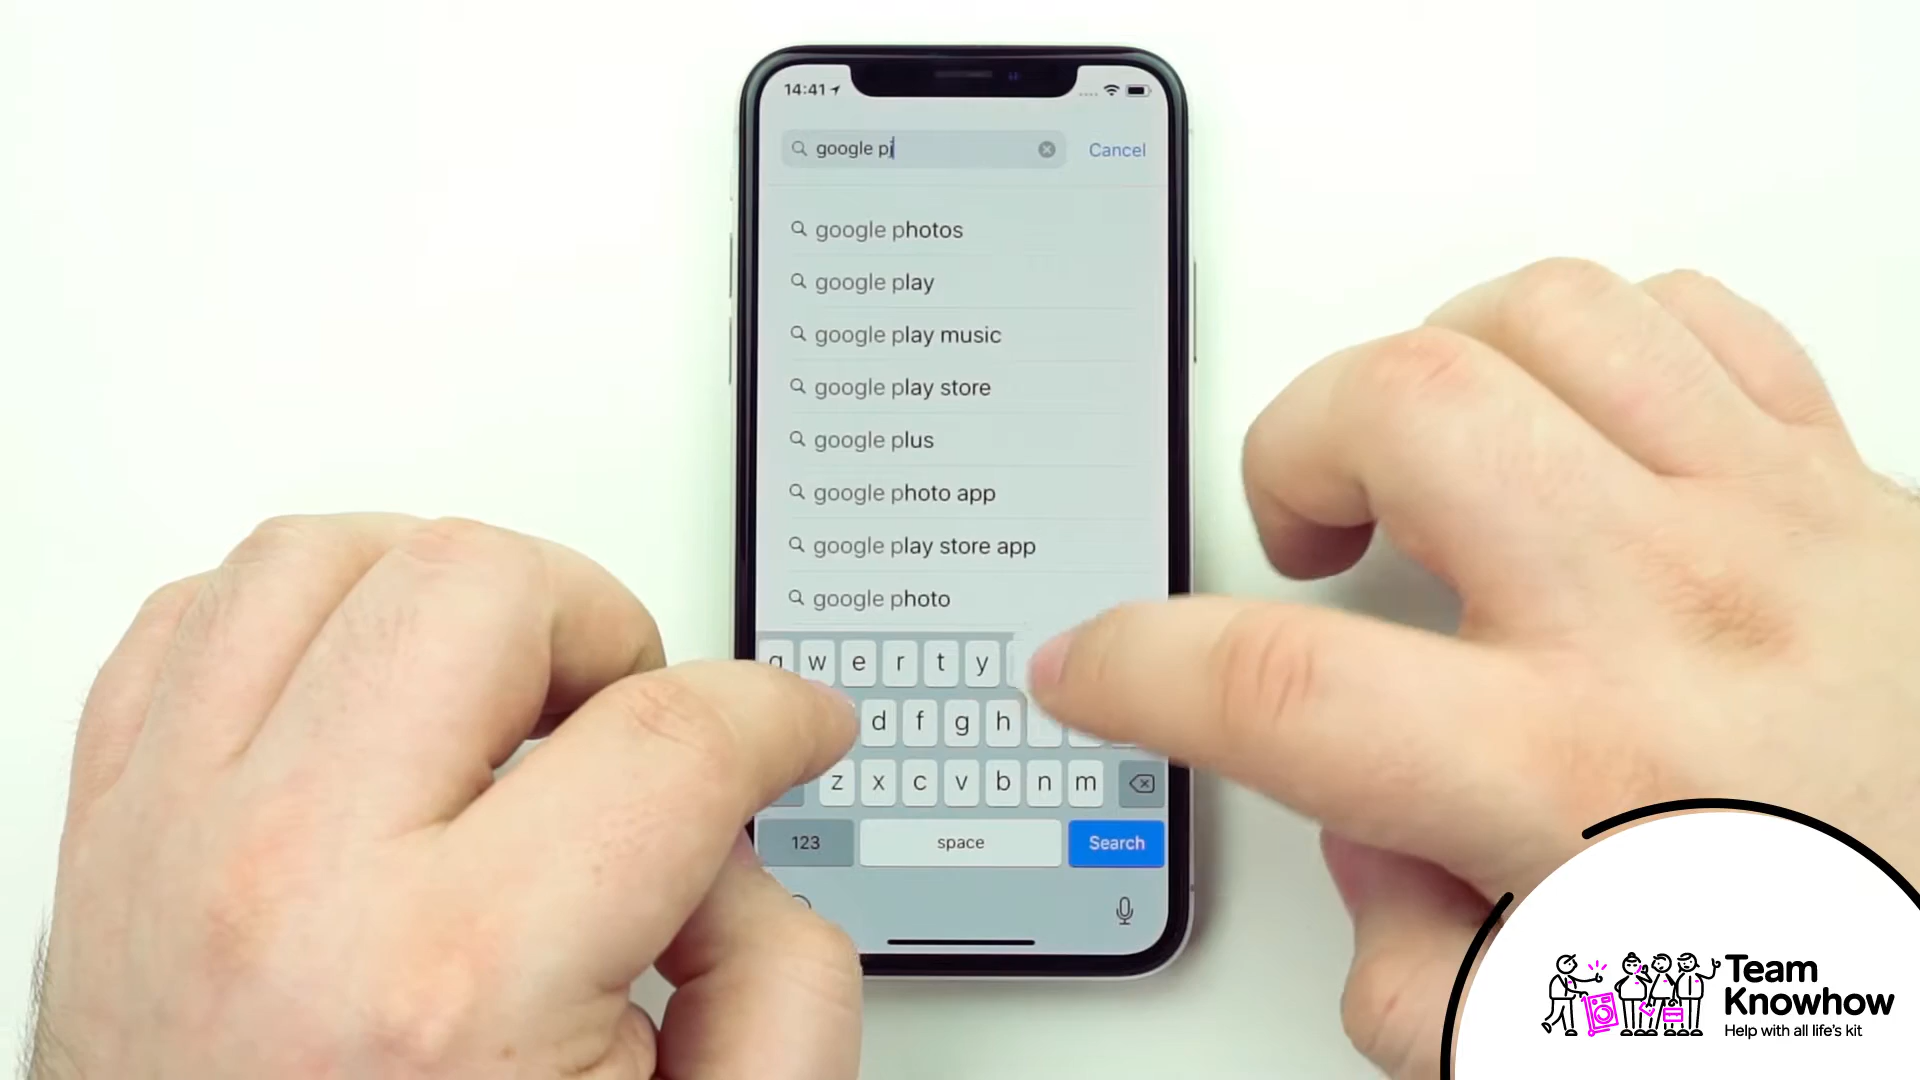 14:41
google p
Cancel
google photos
google play
google play music
google play store
google plus
google photo app
google play store app
google photo
q w e r t y
d f g h
z x c v b n m
123 space Search
Team
Knowhow
Help with all life's kit